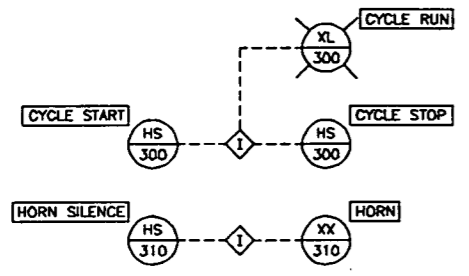 CYCLE RUN
XL
300
CYCLE START
CYCLE STOP
HS
300
I
HS
300
HORN SILENCE
HORN
HS
310
I
XX
310